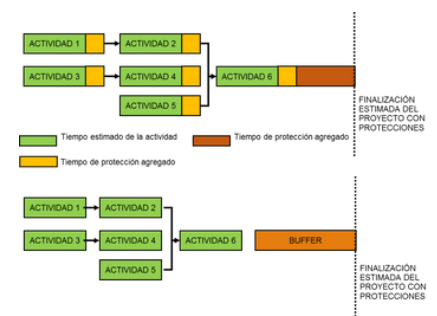 ACTIVIDAD 1
ACTIVIDAD 2
ACTIVIDAD 3
ACTIVIDAD 4
ACTIVIDAD 6
ACTIVIDAD 5
FINALIZACIÓN
ESTIMADA DEL
PROYECTO CON
PROTECCIONES
Tiempo estimado de la actividad
Tiempo de protección agregado
Tiempo de protección agregado
ACTIVIDAD 1
ACTIVIDAD 2
ACTIVIDAD 3
ACTIVIDAD 4
ACTIVIDAD 6
BUFFER
ACTIVIDAD 5
FINALIZACIÓN
ESTIMADA DEL
PROYECTO CON
PROTECCIONES